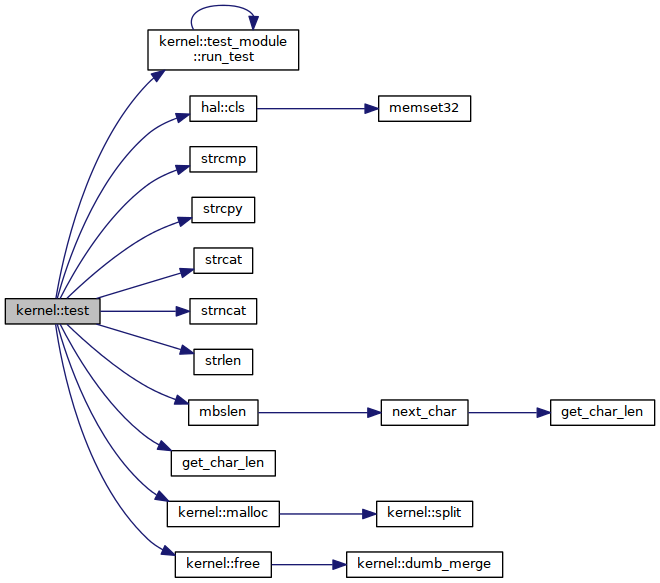 kernel::test_module
::run_test
hal::cls
memset32
strcmp
strcpy
strcat
kernel::test
strncat
strlen
mbslen
next_char
get_char_len
get_char_len
kernel::malloc
kernel::split
kernel::free
kernel::dumb_merge